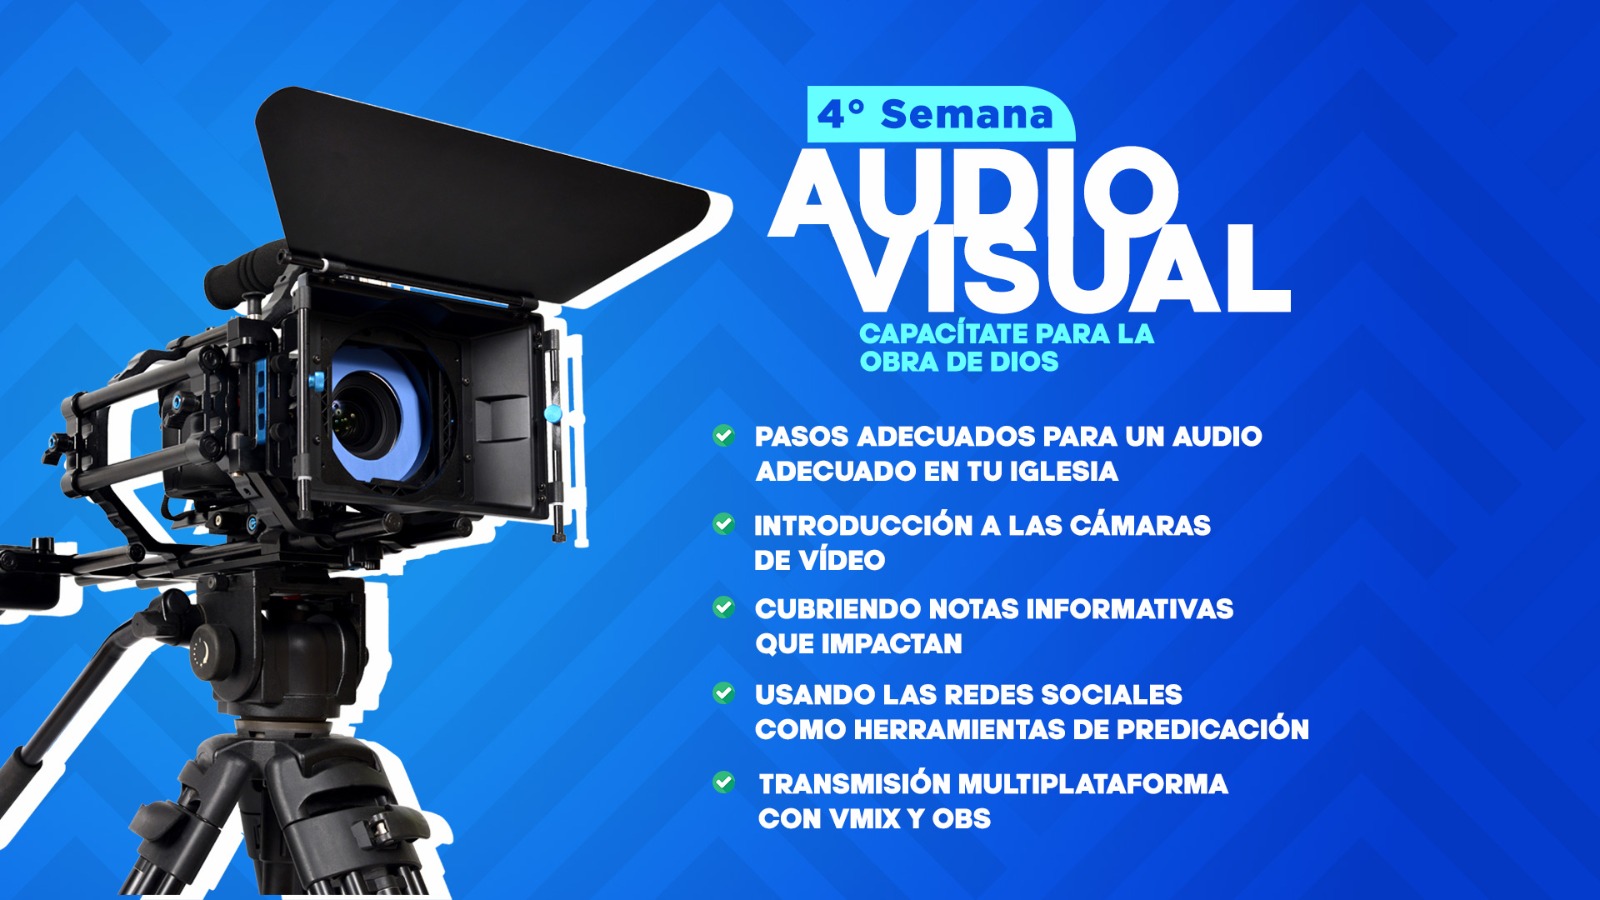 4° Semana
AUDIO
VISUAL
CAPACÍTATE PARA LA
OBRA DE DIOS
PASOS ADECUADOS PARA UN AUDIO
ADECUADO EN TU IGLESIA
INTRODUCCIÓN A LAS CÁMARAS
DE VÍDEO
CUBRIENDO NOTAS INFORMATIVAS
QUE IMPACTAN
USANDO LAS REDES SOCIALES
COMO HERRAMIENTAS DE PREDICACIÓN
TRANSMISIÓN MULTIPLATAFORMA
CON VMIX Y OBS